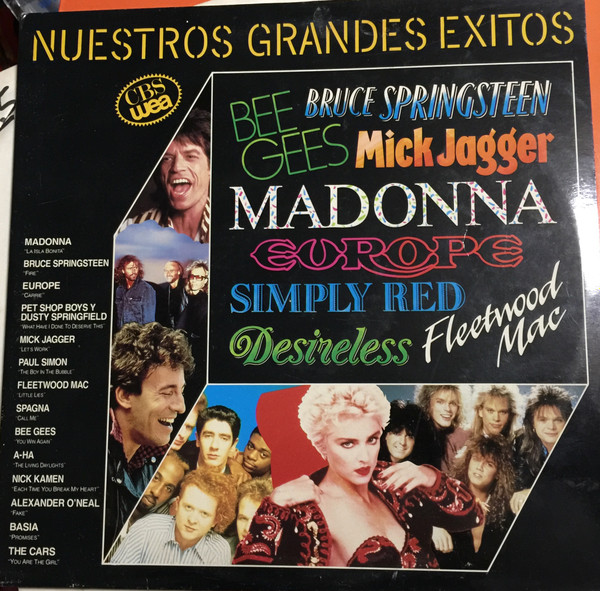 NUESTROS GRANDES EXITOS
CBS
wea
BEE
GEES
BRUCE SPRINGSTEEN
Mick Jagger
MADONNA
EUROPE
SIMPLY RED
Desireless
Fleetwood
Mac
MADONNA
"LA ISLA BONITA"
BRUCE SPRINGSTEEN
"FIRE"
EUROPE
"CARRIE"
PET SHOP BOYS Y
DUSTY SPRINGFIELD
"WHAT HAVE I DONE TO DESERVE THIS"
MICK JAGGER
"LET'S WORK"
PAUL SIMON
"THE BOY IN THE BUBBLE"
FLEETWOOD MAC
"LITTLE LIES"
SPAGNA
"CALL ME"
BEE GEES
"YOU WIN AGAIN"
A-HA
"THE LIVING DAYLIGHTS"
NICK KAMEN
"EACH TIME YOU BREAK MY HEART"
ALEXANDER O'NEAL
"FAKE"
BASIA
"PROMISES"
THE CARS
"YOU ARE THE GIRL"